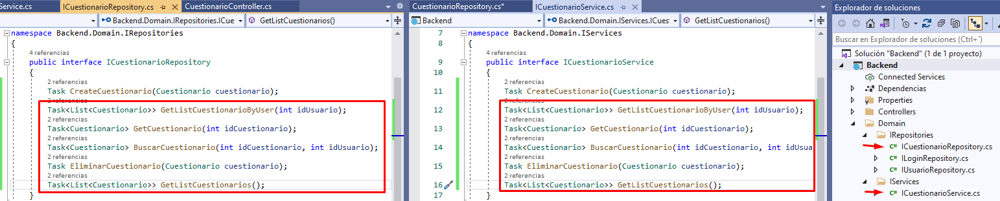 Service.cs
ICuestionarioRepository.cs
CuestionarioController.cs
Backend.Domain.IRepositories.ICue
GetListCuestionarios()
namespace Backend.Domain.IRepositories
{
4 referencias
public interface ICuestionarioRepository
{
2 referencias
Task CreateCuestionario(Cuestionario cuestionario);
2 referencias
Task<List<Cuestionario>> GetListCuestionarioByUser(int idUsuario);
2 referencias
Task<Cuestionario> GetCuestionario(int idCuestionario);
2 referencias
Task<Cuestionario> BuscarCuestionario(int idCuestionario, int idUsuario);
2 referencias
Task EliminarCuestionario(Cuestionario cuestionario);
2 referencias
Task<List<Cuestionario>> GetListCuestionarios();
}
CuestionarioRepository.cs*
ICuestionarioService.cs
Backend
Backend.Domain.IServices.ICuest
GetListCuestionarios()
7 namespace Backend.Domain.IServices
8 {
4 referencias
9 public interface ICuestionarioService
10 {
2 referencias
11 Task CreateCuestionario(Cuestionario cuestionario);
2 referencias
12 Task<List<Cuestionario>> GetListCuestionarioByUser(int idUsuario);
2 referencias
13 Task<Cuestionario> GetCuestionario(int idCuestionario);
2 referencias
14 Task<Cuestionario> BuscarCuestionario(int idCuestionario, int idUsua
2 referencias
15 Task EliminarCuestionario(Cuestionario cuestionario);
2 referencias
16 Task<List<Cuestionario>> GetListCuestionarios();
17 }
Explorador de soluciones
Buscar en Explorador de soluciones (Ctrl+´)
Solución "Backend" (1 de 1 proyecto)
Backend
Connected Services
Dependencias
Properties
Controllers
Domain
IRepositories
C# ICuestionarioRepository.cs
C# ILoginRepository.cs
C# IUsuarioRepository.cs
IServices
C# ICuestionarioService.cs